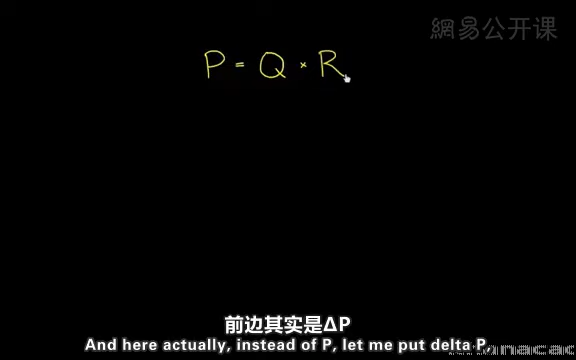 網易公开课
P = Q × R
前边其实是ΔP
And here actually, instead of P, let me put delta P,